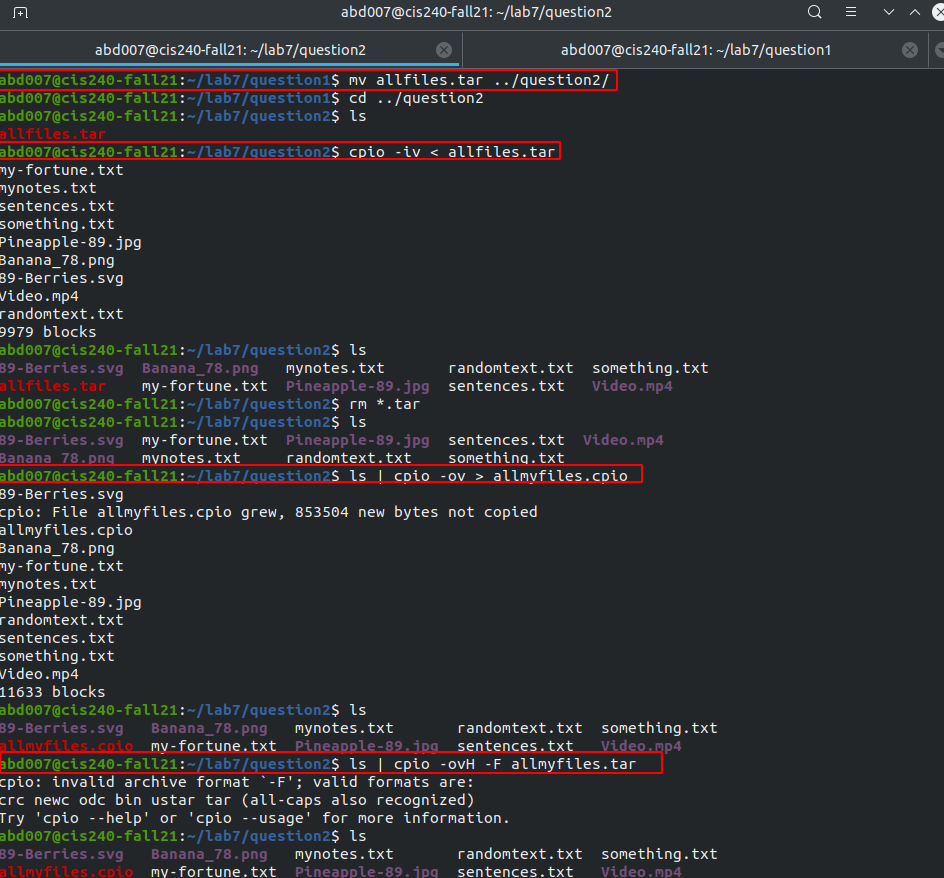 abd007@cis240-fall21: ~/lab7/question2
abd007@cis240-fall21: ~/lab7/question2
abd007@cis240-fall21: ~/lab7/question1
abd007@cis240-fall21:~/lab7/question1$ mv allfiles.tar ../question2/
abd007@cis240-fall21:~/lab7/question1$ cd ../question2
abd007@cis240-fall21:~/lab7/question2$ ls
allfiles.tar
abd007@cis240-fall21:~/lab7/question2$ cpio -iv < allfiles.tar
my-fortune.txt
mynotes.txt
sentences.txt
something.txt
Pineapple-89.jpg
Banana_78.png
89-Berries.svg
Video.mp4
randomtext.txt
9979 blocks
abd007@cis240-fall21:~/lab7/question2$ ls
89-Berries.svg  Banana_78.png   mynotes.txt       randomtext.txt  something.txt
allfiles.tar    my-fortune.txt  Pineapple-89.jpg  sentences.txt   Video.mp4
abd007@cis240-fall21:~/lab7/question2$ rm *.tar
abd007@cis240-fall21:~/lab7/question2$ ls
89-Berries.svg  my-fortune.txt  Pineapple-89.jpg  sentences.txt  Video.mp4
Banana_78.png   mynotes.txt     randomtext.txt    something.txt
abd007@cis240-fall21:~/lab7/question2$ ls | cpio -ov > allmyfiles.cpio
89-Berries.svg
cpio: File allmyfiles.cpio grew, 853504 new bytes not copied
allmyfiles.cpio
Banana_78.png
my-fortune.txt
mynotes.txt
Pineapple-89.jpg
randomtext.txt
sentences.txt
something.txt
Video.mp4
11633 blocks
abd007@cis240-fall21:~/lab7/question2$ ls
89-Berries.svg   Banana_78.png   mynotes.txt       randomtext.txt  something.txt
allmyfiles.cpio  my-fortune.txt  Pineapple-89.jpg  sentences.txt   Video.mp4
abd007@cis240-fall21:~/lab7/question2$ ls | cpio -ovH -F allmyfiles.tar
cpio: invalid archive format `-F'; valid formats are:
crc newc odc bin ustar tar (all-caps also recognized)
Try 'cpio --help' or 'cpio --usage' for more information.
abd007@cis240-fall21:~/lab7/question2$ ls
89-Berries.svg   Banana_78.png   mynotes.txt       randomtext.txt  something.txt
allmyfiles.cpio  my-fortune.txt  Pineapple-89.jpg  sentences.txt   Video.mp4